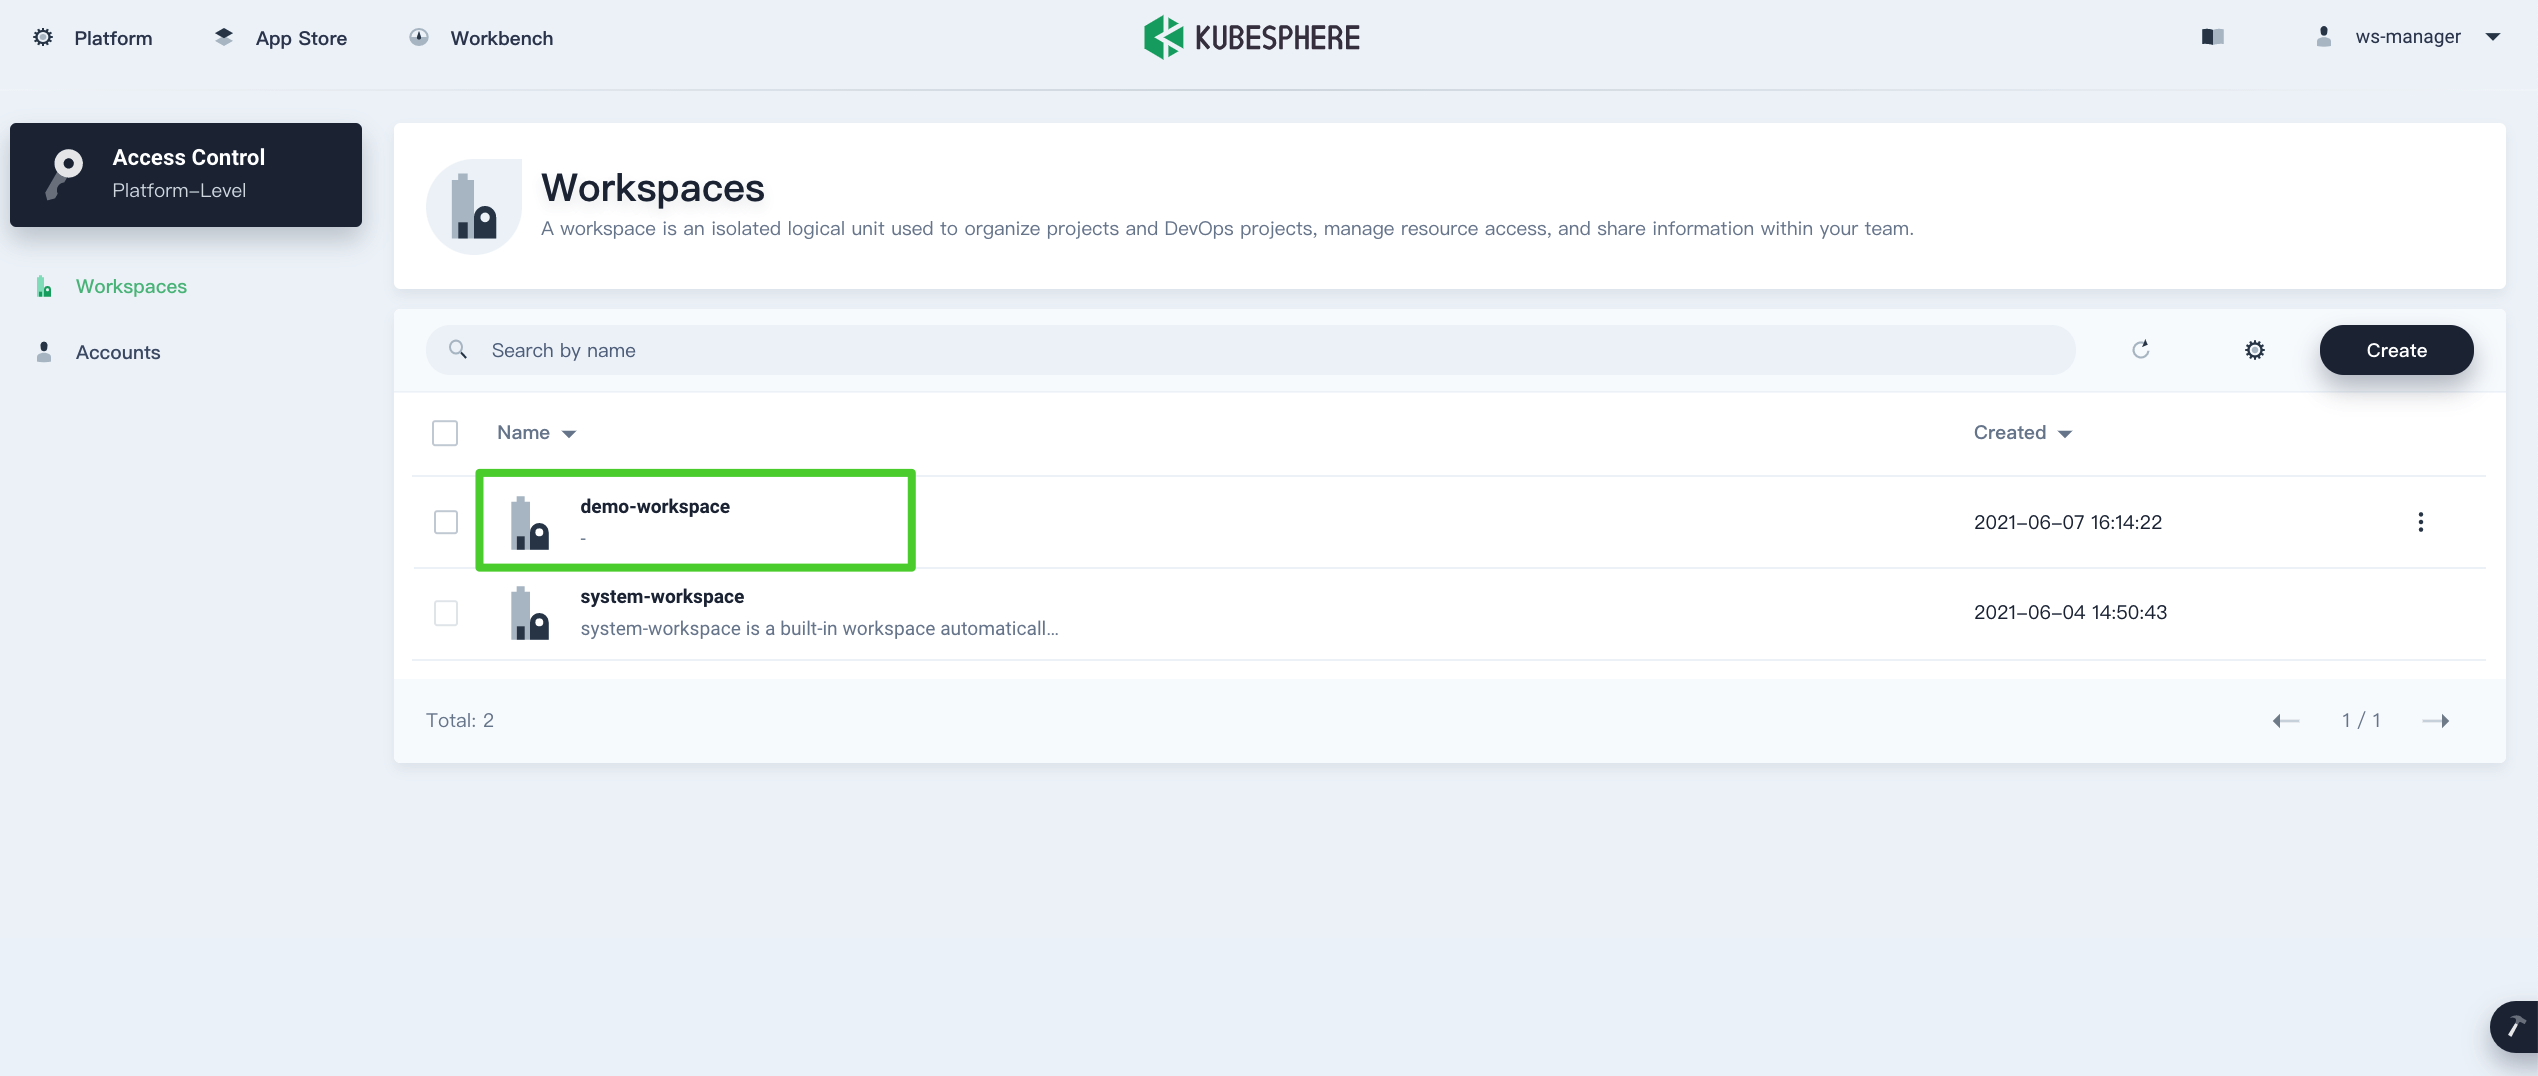 Platform
App Store
Workbench
KUBESPHERE
ws-manager
Access Control
Platform-Level
Workspaces
Accounts
Workspaces
A workspace is an isolated logical unit used to organize projects and DevOps projects, manage resource access, and share information within your team.
Search by name
Create
Name
Created
demo-workspace
-
2021-06-07 16:14:22
system-workspace
system-workspace is a built-in workspace automaticall...
2021-06-04 14:50:43
Total: 2
1 / 1